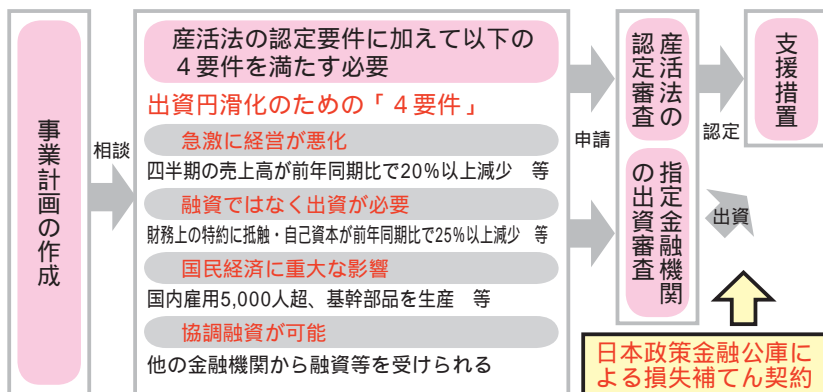 事業計画の作成
相談
産活法の認定要件に加えて以下の
４要件を満たす必要
出資円滑化のための「４要件」
急激に経営が悪化
四半期の売上高が前年同期比で20％以上減少　等
融資ではなく出資が必要
財務上の特約に抵触・自己資本が前年同期比で25％以上減少　等
国民経済に重大な影響
国内雇用5,000人超、基幹部品を生産　等
協調融資が可能
他の金融機関から融資等を受けられる
申請
産活法の
認定審査
認定
支援措置
指定金融機関
の出資審査
出資
日本政策金融公庫に
よる損失補てん契約